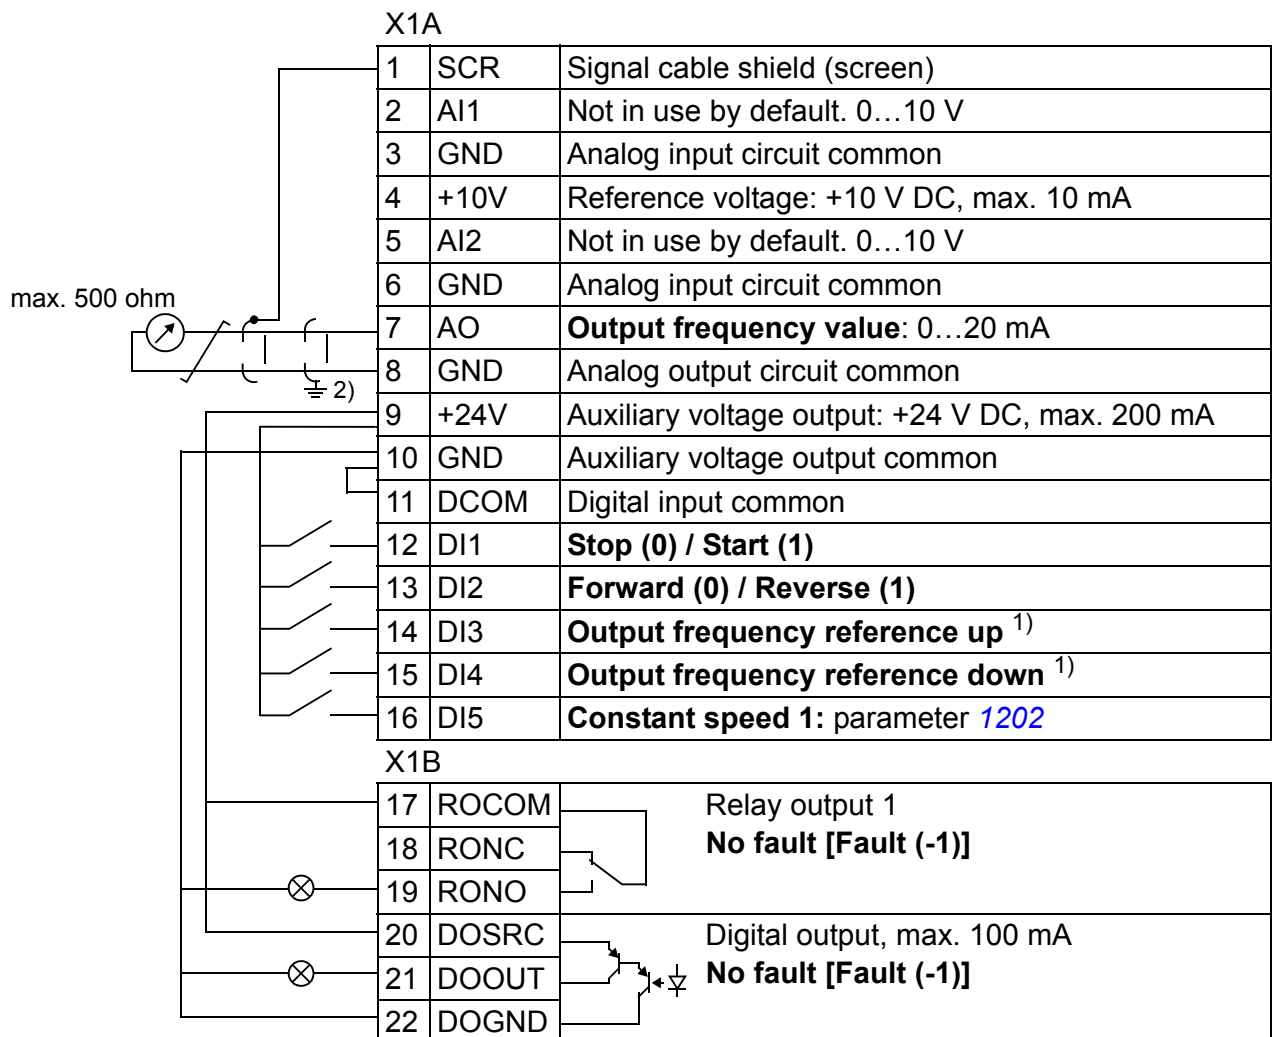 X1A
1 SCR Signal cable shield (screen)
2 AI1 Not in use by default. 0…10 V
3 GND Analog input circuit common
4 +10V Reference voltage: +10 V DC, max. 10 mA
5 AI2 Not in use by default. 0…10 V
6 GND Analog input circuit common
max. 500 ohm
7 AO Output frequency value: 0…20 mA
8 GND Analog output circuit common
2)
9 +24V Auxiliary voltage output: +24 V DC, max. 200 mA
10 GND Auxiliary voltage output common
11 DCOM Digital input common
12 DI1 Stop (0) / Start (1)
13 DI2 Forward (0) / Reverse (1)
14 DI3 Output frequency reference up 1)
15 DI4 Output frequency reference down 1)
16 DI5 Constant speed 1: parameter 1202
X1B
17 ROCOM Relay output 1
18 RONC No fault [Fault (-1)]
19 RONO
20 DOSRC Digital output, max. 100 mA
21 DOOUT No fault [Fault (-1)]
22 DOGND